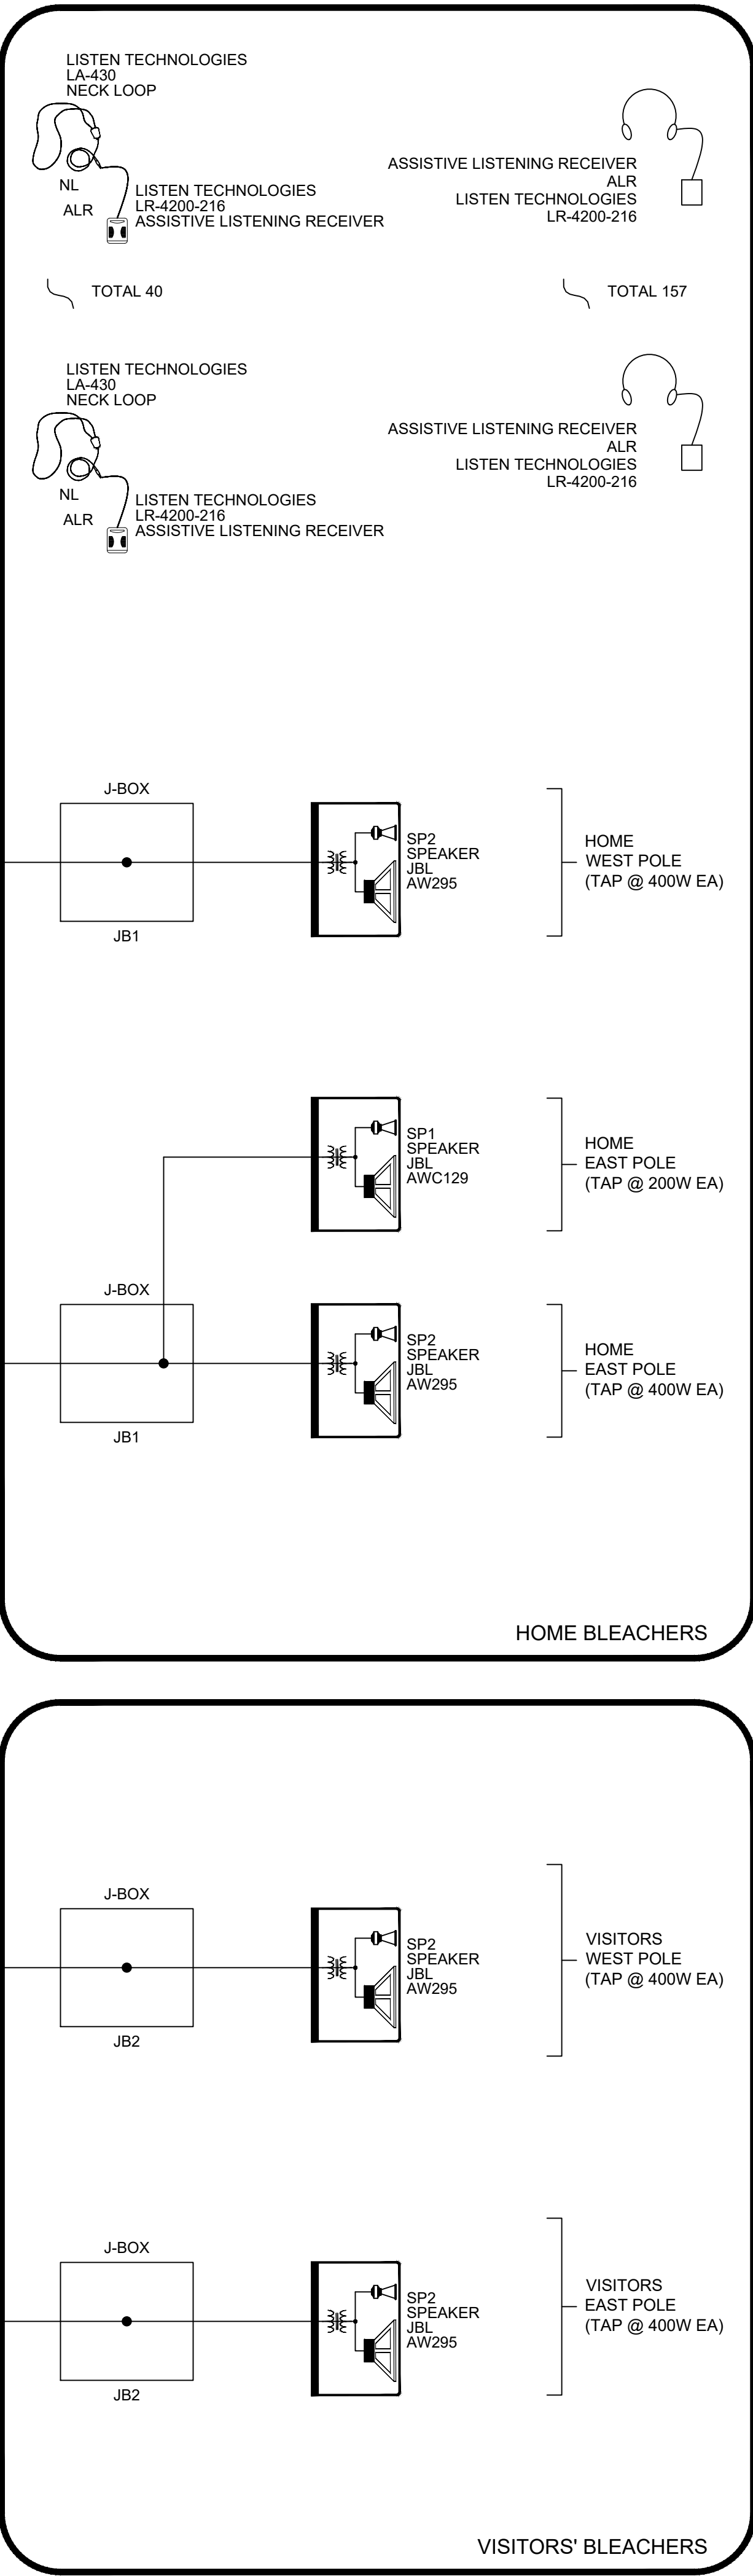 LISTEN TECHNOLOGIES
LA-430
NECK LOOP
NL
ALR
LISTEN TECHNOLOGIES
LR-4200-216
ASSISTIVE LISTENING RECEIVER
ASSISTIVE LISTENING RECEIVER
ALR
LISTEN TECHNOLOGIES
LR-4200-216
TOTAL 40
TOTAL 157
LISTEN TECHNOLOGIES
LA-430
NECK LOOP
NL
ALR
LISTEN TECHNOLOGIES
LR-4200-216
ASSISTIVE LISTENING RECEIVER
ASSISTIVE LISTENING RECEIVER
ALR
LISTEN TECHNOLOGIES
LR-4200-216
J-BOX
JB1
SP2
SPEAKER
JBL
AW295
HOME
WEST POLE
(TAP @ 400W EA)
SP1
SPEAKER
JBL
AWC129
HOME
EAST POLE
(TAP @ 200W EA)
J-BOX
JB1
SP2
SPEAKER
JBL
AW295
HOME
EAST POLE
(TAP @ 400W EA)
HOME BLEACHERS
J-BOX
JB2
SP2
SPEAKER
JBL
AW295
VISITORS
WEST POLE
(TAP @ 400W EA)
J-BOX
JB2
SP2
SPEAKER
JBL
AW295
VISITORS
EAST POLE
(TAP @ 400W EA)
VISITORS' BLEACHERS